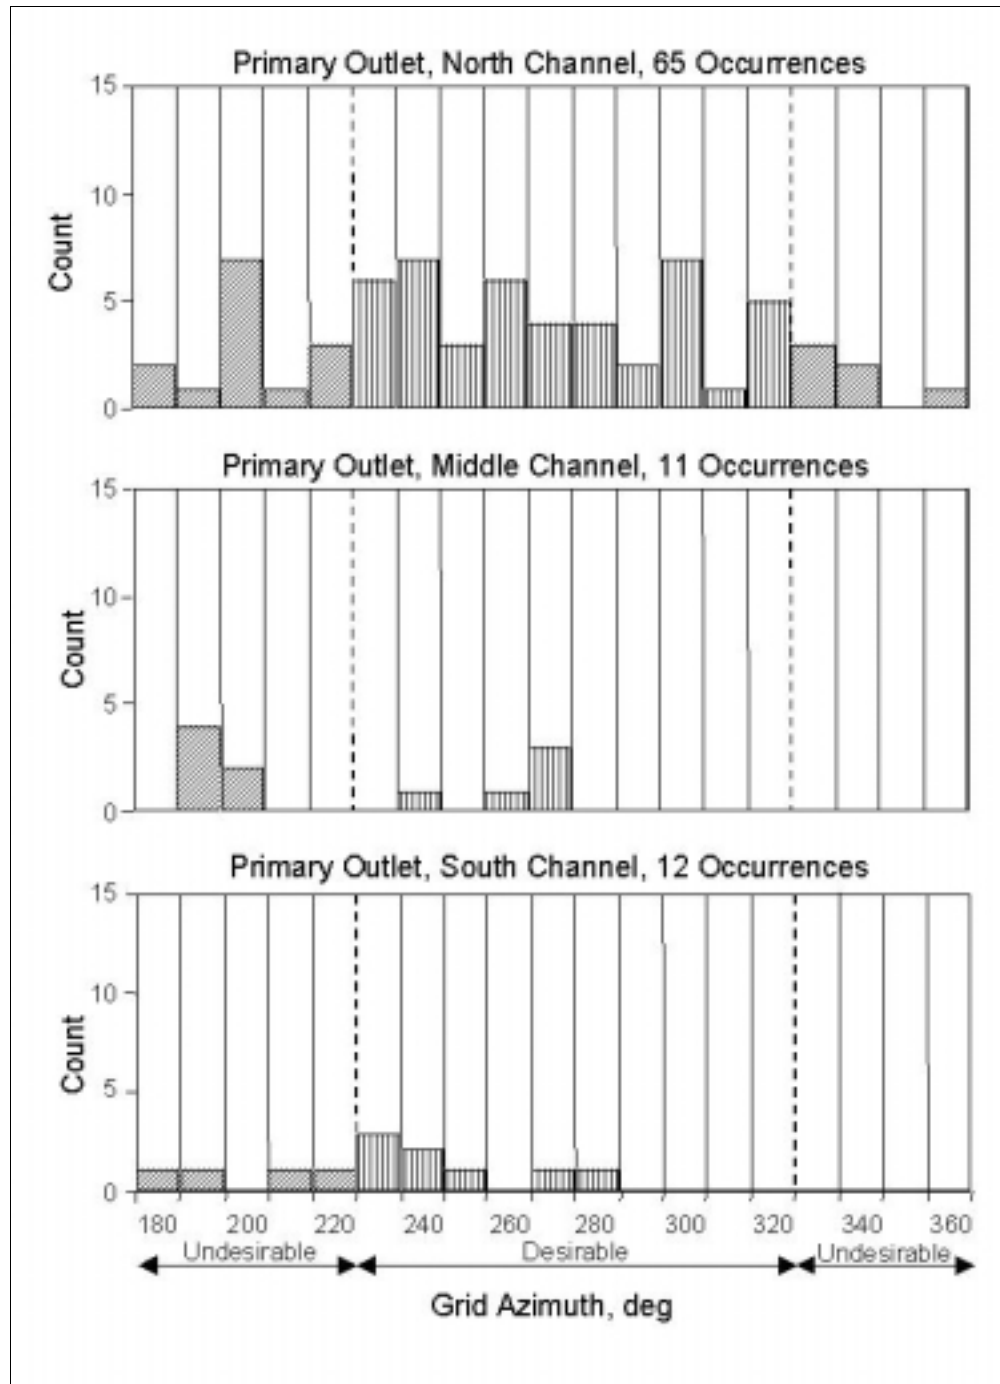 Primary Outlet, North Channel, 65 Occurrences
15
10
5
0
Count
Primary Outlet, Middle Channel, 11 Occurrences
15
10
5
0
Count
Primary Outlet, South Channel, 12 Occurrences
15
10
5
0
Count
180 200 220 240 260 280 300 320 340 360
Undesirable Desirable Undesirable
Grid Azimuth, deg